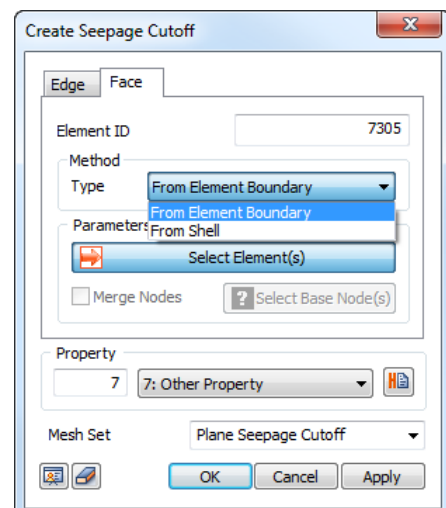 Create Seepage Cutoff
Edge Face
Element ID 7305
Method
Type From Element Boundary
From Element Boundary
Parameters From Shell
Select Element(s)
Merge Nodes ? Select Base Node(s)
Property
7 7: Other Property
Mesh Set Plane Seepage Cutoff
OK Cancel Apply